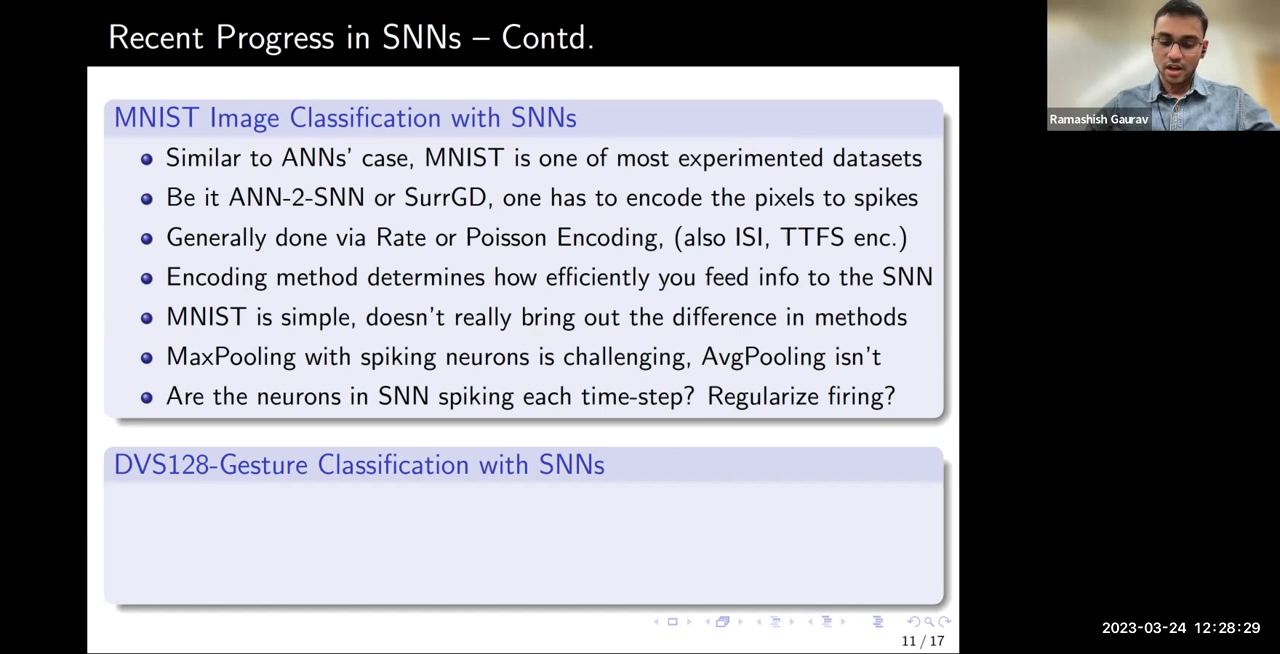 Recent Progress in SNNs – Contd.
MNIST Image Classification with SNNs
Similar to ANNs' case, MNIST is one of most experimented datasets
Be it ANN-2-SNN or SurrGD, one has to encode the pixels to spikes
Generally done via Rate or Poisson Encoding, (also ISI, TTFS enc.)
Encoding method determines how efficiently you feed info to the SNN
MNIST is simple, doesn't really bring out the difference in methods
MaxPooling with spiking neurons is challenging, AvgPooling isn't
Are the neurons in SNN spiking each time-step? Regularize firing?
DVS128-Gesture Classification with SNNs
11 / 17
Ramashish Gaurav
2023-03-24 12:28:29